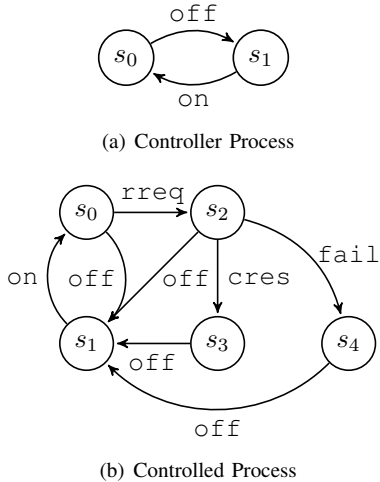 off
s0 s1
on
(a) Controller Process
rreq
s0 s2
fail
on off off cres
s1 s3 s4
off
off
(b) Controlled Process